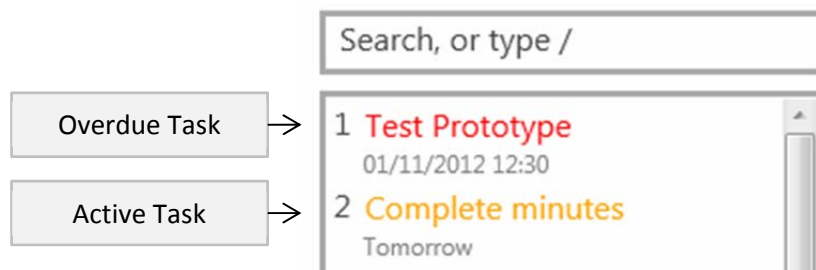 Search, or type /
Overdue Task
1 Test Prototype
01/11/2012 12:30
Active Task
2 Complete minutes
Tomorrow